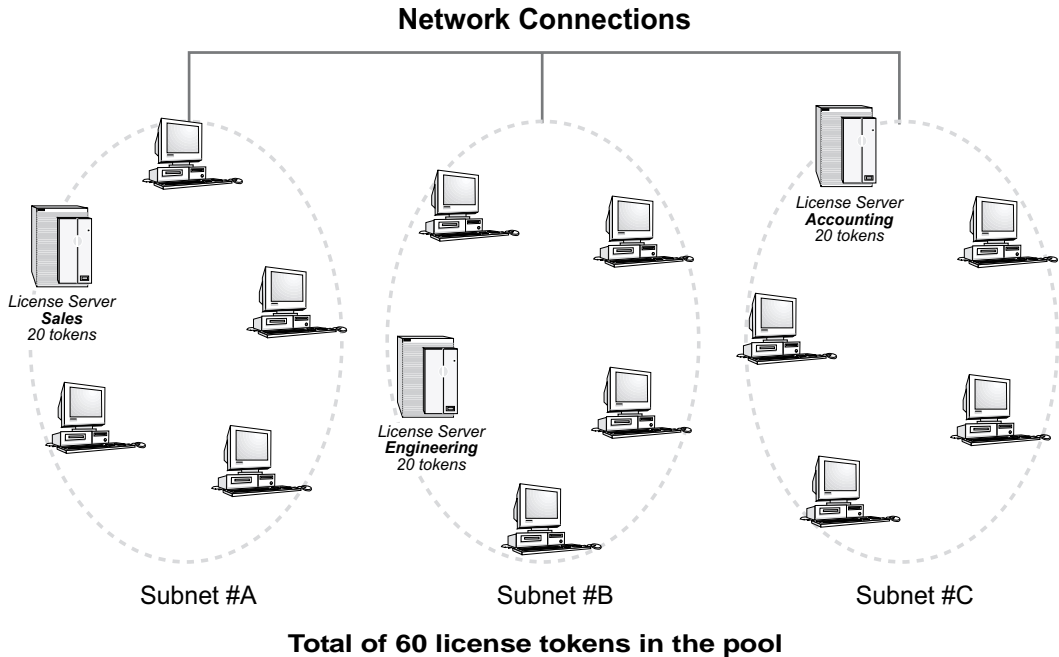 Network Connections
License Server
Sales
20 tokens
License Server
Engineering
20 tokens
License Server
Accounting
20 tokens
Subnet #A
Subnet #B
Subnet #C
Total of 60 license tokens in the pool